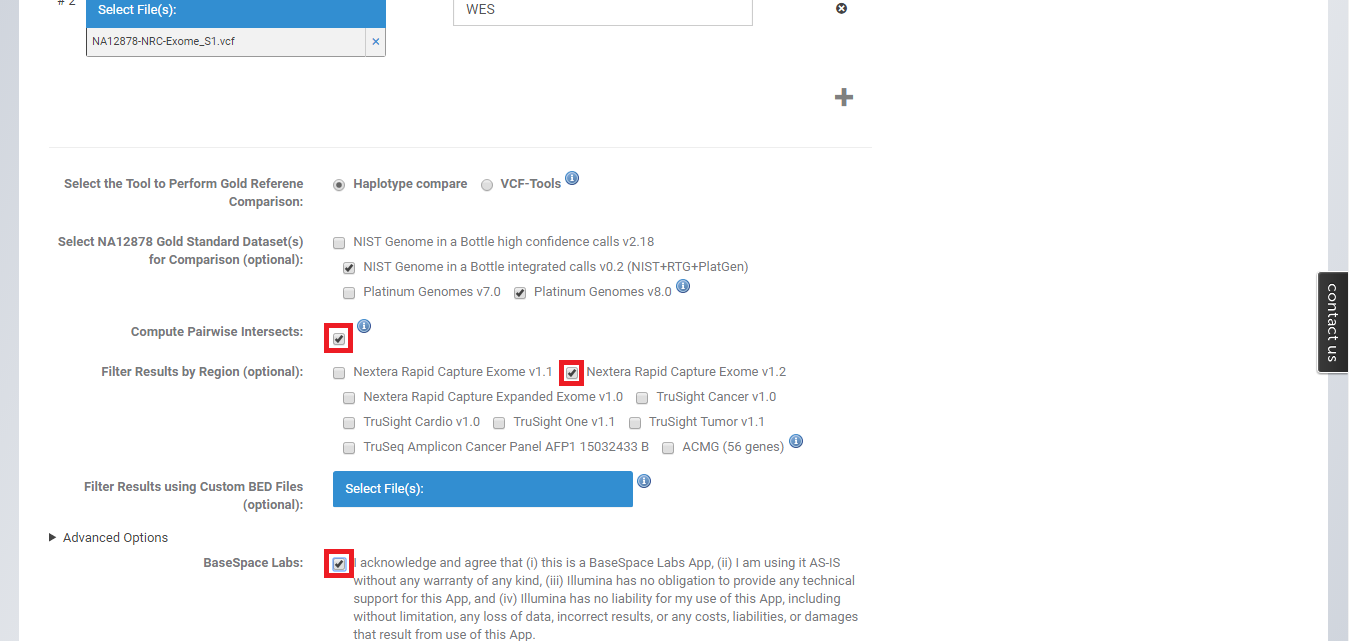 # 2
Select File(s):
WES
NA12878-NRC-Exome_S1.vcf
Select the Tool to Perform Gold Referene
Comparison:
Haplotype compare
VCF-Tools
Select NA12878 Gold Standard Dataset(s)
for Comparison (optional):
NIST Genome in a Bottle high confidence calls v2.18
NIST Genome in a Bottle integrated calls v0.2 (NIST+RTG+PlatGen)
Platinum Genomes v7.0
Platinum Genomes v8.0
Compute Pairwise Intersects:
Filter Results by Region (optional):
Nextera Rapid Capture Exome v1.1
Nextera Rapid Capture Exome v1.2
Nextera Rapid Capture Expanded Exome v1.0
TruSight Cancer v1.0
TruSight Cardio v1.0
TruSight One v1.1
TruSight Tumor v1.1
TruSeq Amplicon Cancer Panel AFP1 15032433 B
ACMG (56 genes)
Filter Results using Custom BED Files
(optional):
Select File(s):
Advanced Options
BaseSpace Labs:
I acknowledge and agree that (i) this is a BaseSpace Labs App, (ii) I am using it AS-IS
without any warranty of any kind, (iii) Illumina has no obligation to provide any technical
support for this App, and (iv) Illumina has no liability for my use of this App, including
without limitation, any loss of data, incorrect results, or any costs, liabilities, or damages
that result from use of this App.
contact us